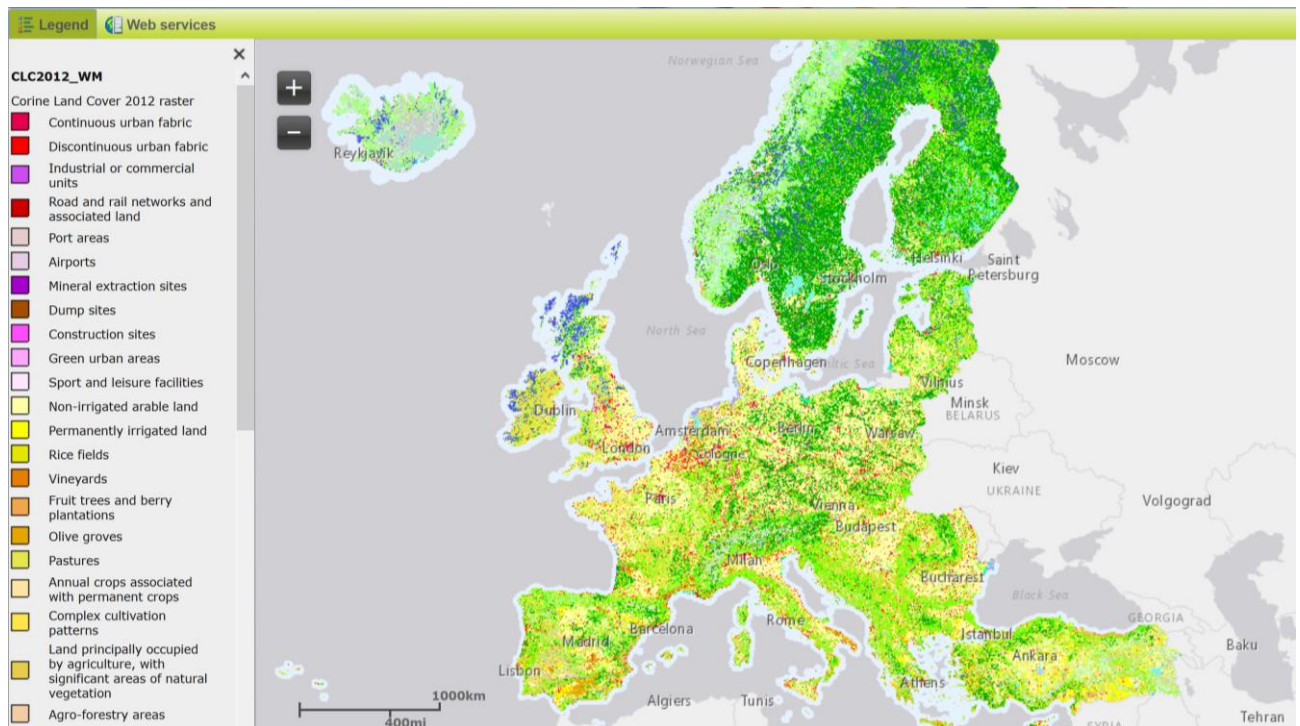 Legend
Web services
CLC2012_WM
Corine Land Cover 2012 raster
Continuous urban fabric
Discontinuous urban fabric
Industrial or commercial
units
Road and rail networks and
associated land
Port areas
Airports
Mineral extraction sites
Dump sites
Construction sites
Green urban areas
Sport and leisure facilities
Non-irrigated arable land
Permanently irrigated land
Rice fields
Vineyards
Fruit trees and berry
plantations
Olive groves
Pastures
Annual crops associated
with permanent crops
Complex cultivation
patterns
Land principally occupied
by agriculture, with
significant areas of natural
vegetation
Agro-forestry areas
Norwegian Sea
Reykjavik
Oslo
Stockholm
Helsinki
Saint
Petersburg
North Sea
Copenhagen
Baltic Sea
Moscow
Vilnius
Minsk
BELARUS
Dublin
Amsterdam
Berlin
Warsaw
London
Cologne
Kiev
UKRAINE
Volgograd
Paris
Vienna
Budapest
Milan
Bucharest
Black Sea
GEORGIA
Barcelona
Rome
Madrid
Istanbul
Ankara
Baku
Lisbon
Athens
1000km
400mi
Algiers
Tunis
Tehran
SYRIA